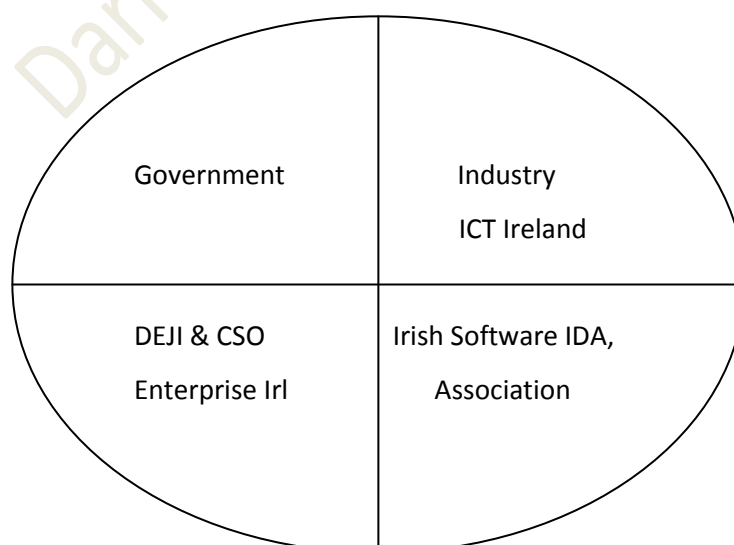 Government
Industry
ICT Ireland
DEJI & CSO
Enterprise Irl
Irish Software IDA,
Association